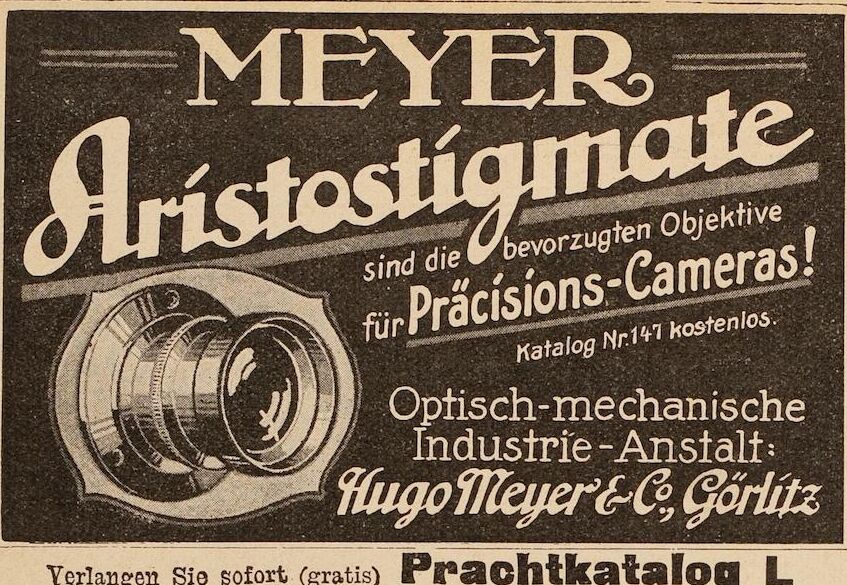 MEYER
Aristostigmate
sind die bevorzugten Objektive
für Präcisions-Cameras!
Katalog Nr. 147 kostenlos.
Optisch-mechanische
Industrie-Anstalt:
Hugo Meyer & Co., Görlitz
Verlangen Sie sofort (gratis) Prachtkatalog I